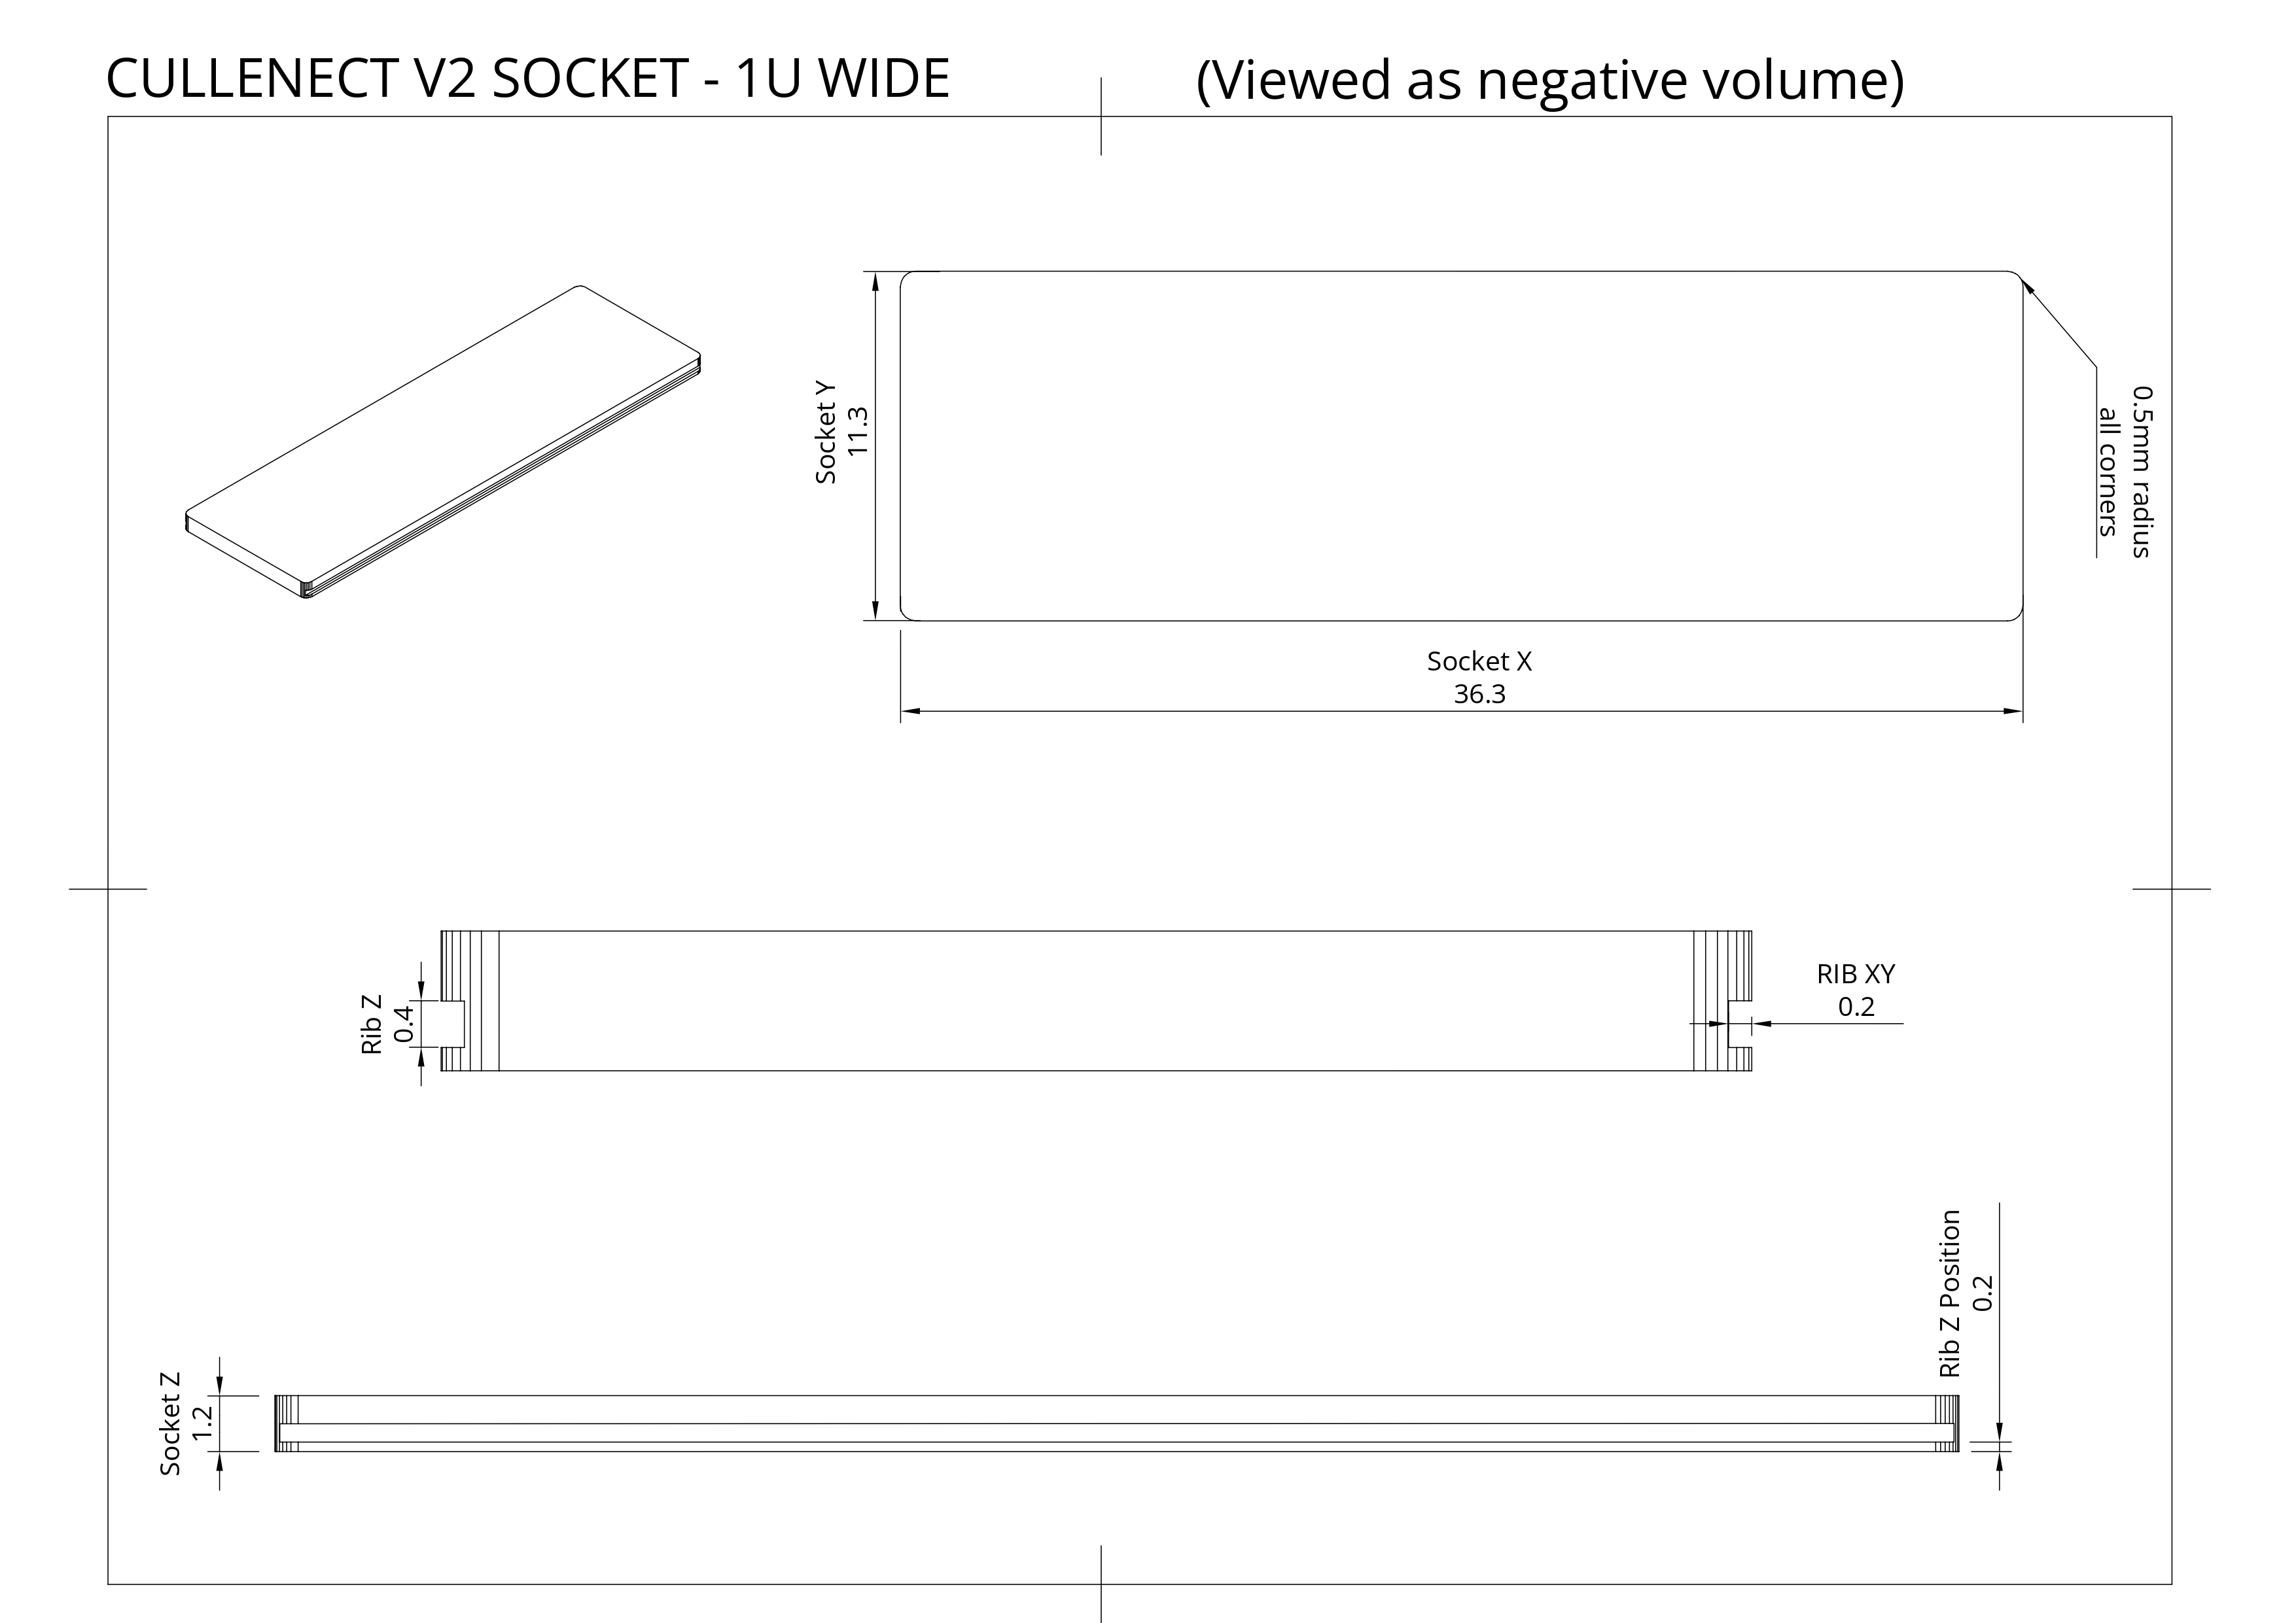 CULLENECT V2 SOCKET - 1U WIDE
(Viewed as negative volume)
Socket Y
11.3
0.5mm radius
all corners
Socket X
36.3
Rib Z
0.4
RIB XY
0.2
Rib Z Position
0.2
Socket Z
1.2